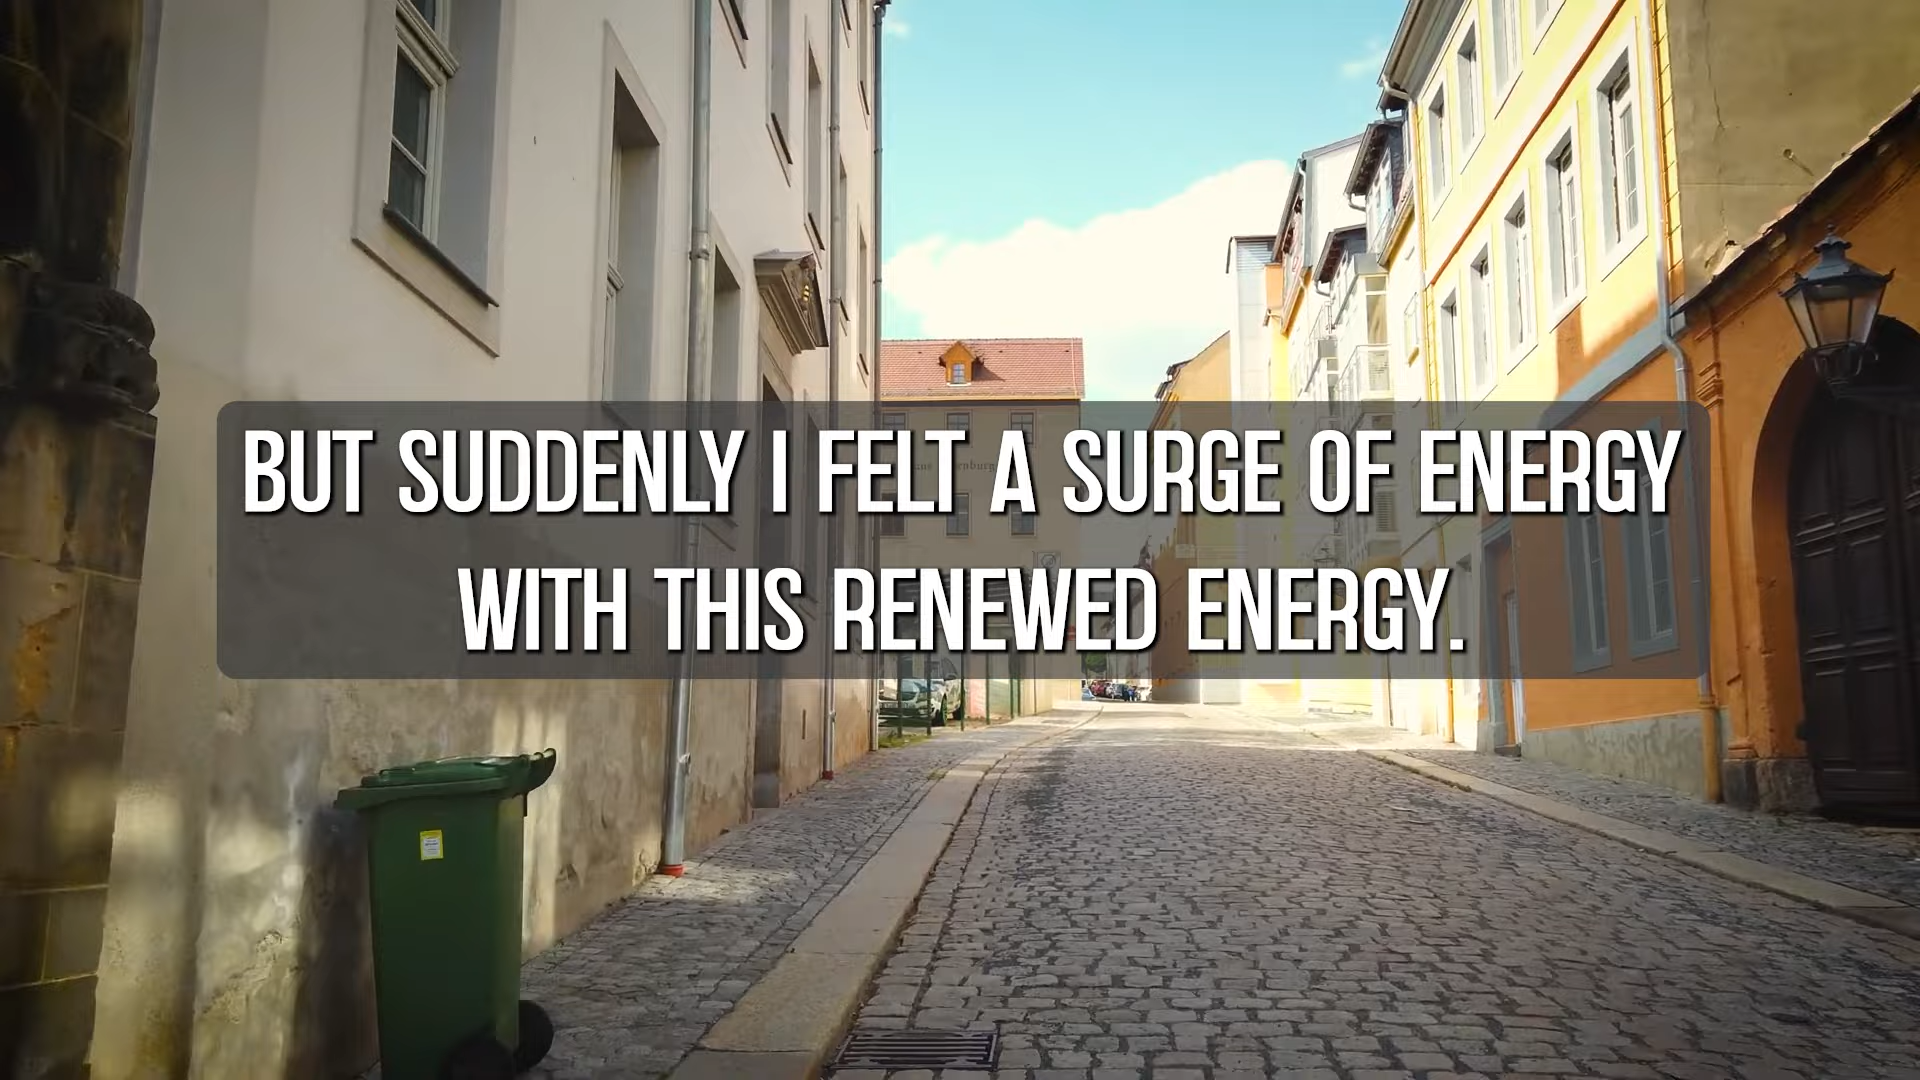 BUT SUDDENLY I FELT A SURGE OF ENERGY
WITH THIS RENEWED ENERGY.